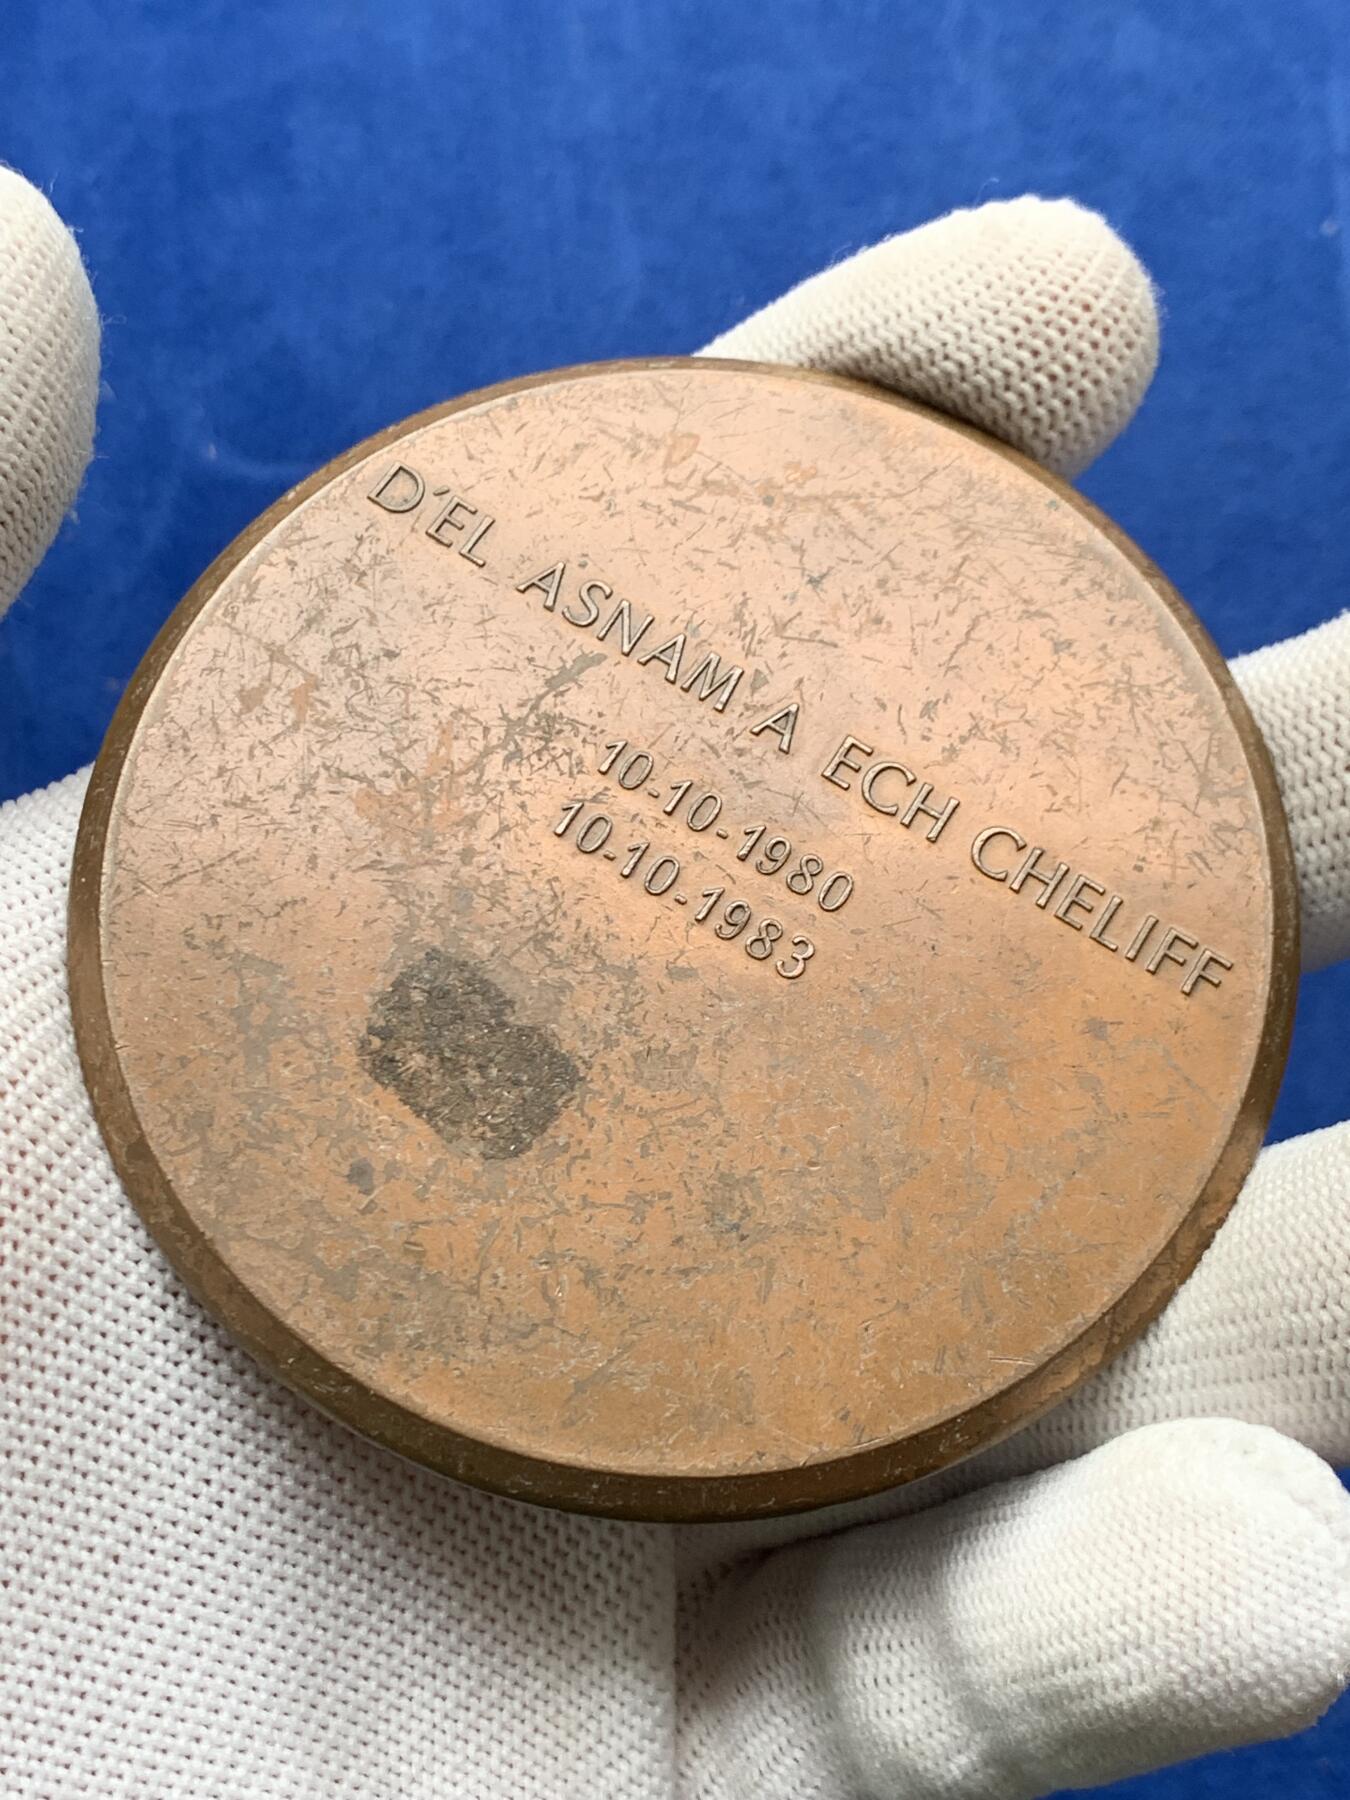 D'EL ASNAM A ECH CHELIFF
10-10-1980
10-10-1983